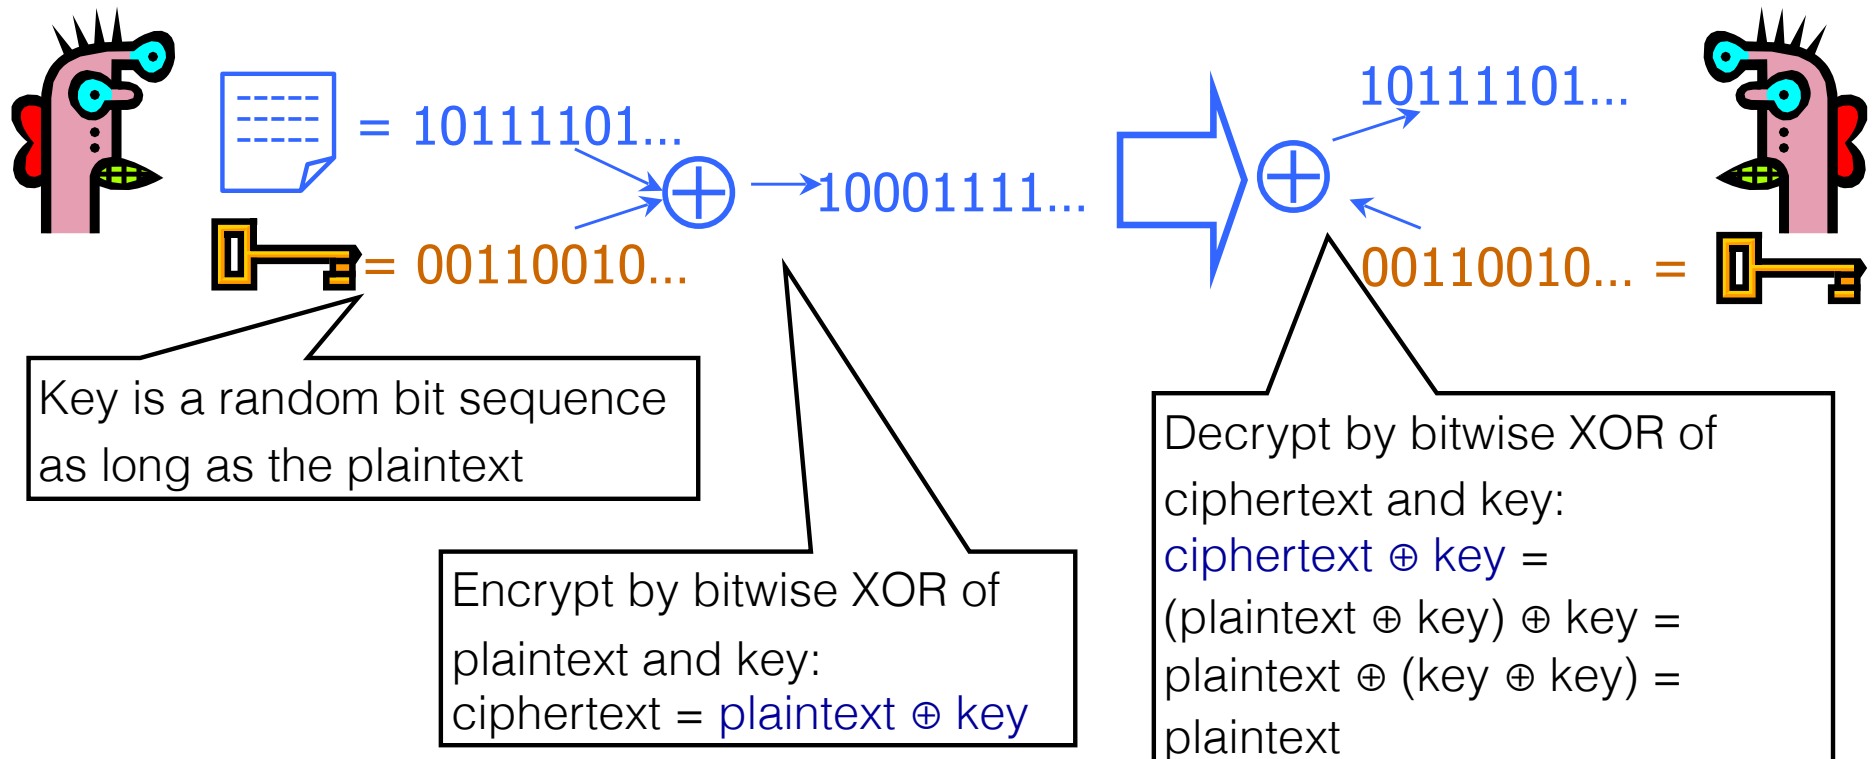 = 10111101...
10001111...
10111101...
= 00110010...
00110010... =
Key is a random bit sequence
as long as the plaintext
Encrypt by bitwise XOR of
plaintext and key:
ciphertext = plaintext ⊕ key
Decrypt by bitwise XOR of
ciphertext and key:
ciphertext ⊕ key =
(plaintext ⊕ key) ⊕ key =
plaintext ⊕ (key ⊕ key) =
plaintext